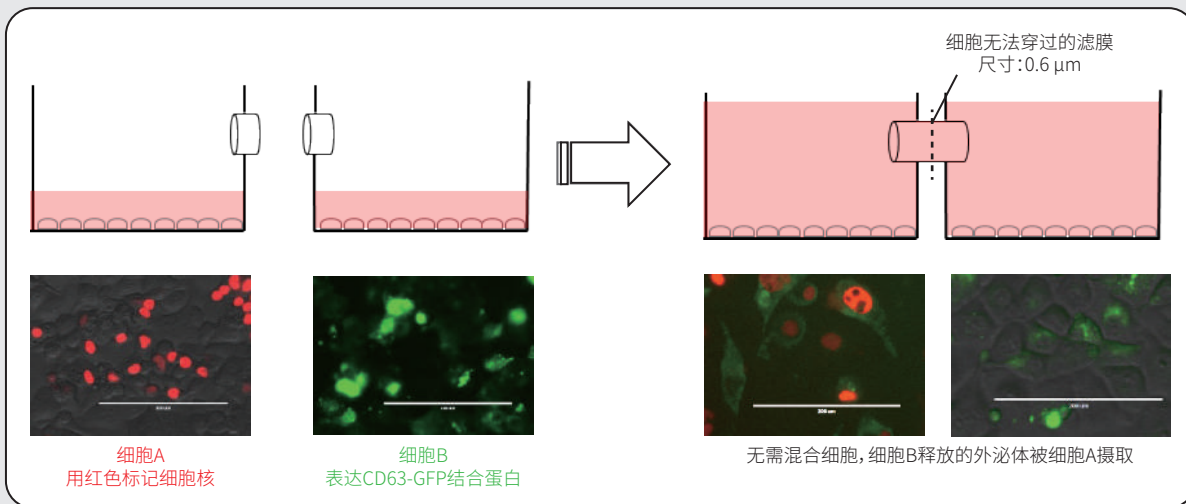 细胞无法穿过的滤膜
尺寸：0.6 μm
细胞A
用红色标记细胞核
细胞B
表达CD63-GFP结合蛋白
无需混合细胞，细胞B释放的外泌体被细胞A摄取